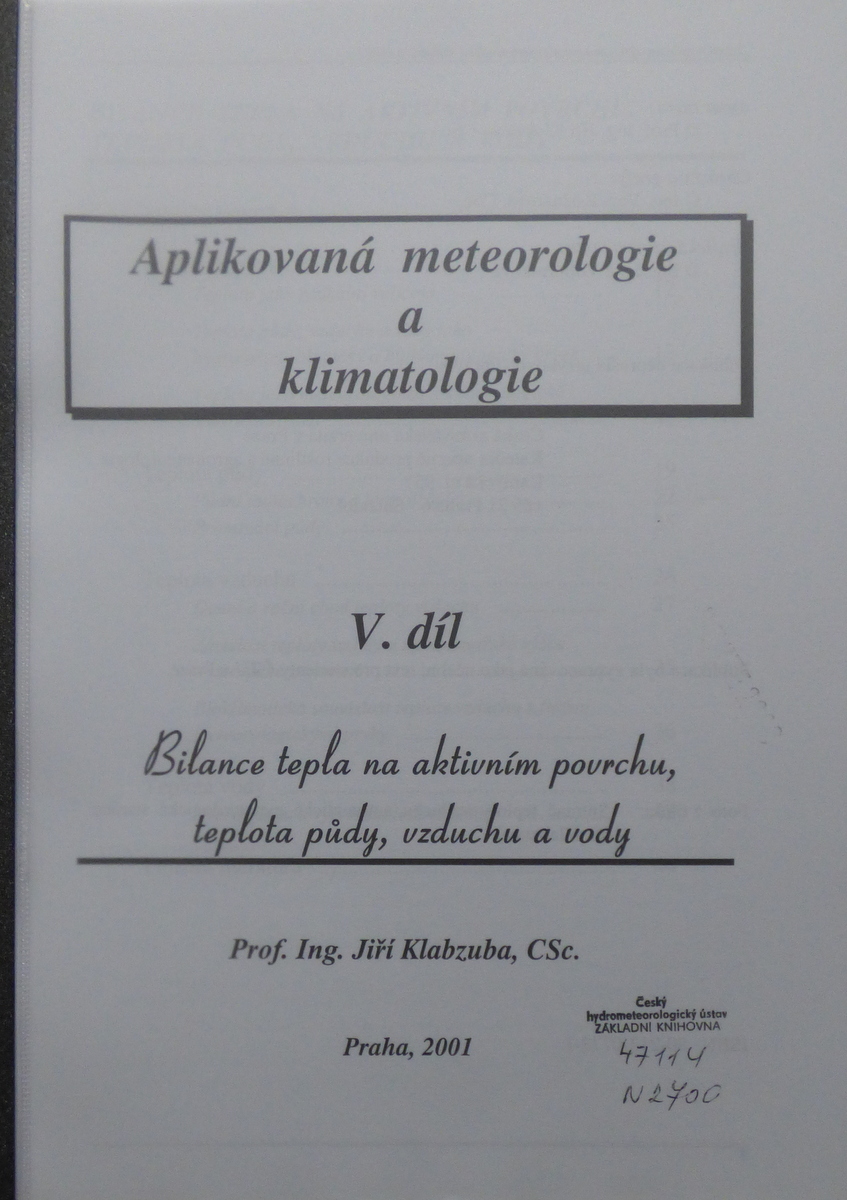 Aplikovaná meteorologie
a
klimatologie
V. díl
Bilance tepla na aktivním povrchu,
teplota půdy, vzduchu a vody
Prof. Ing. Jiří Klabzuba, CSc.
Praha, 2001
Český
hydrometeorologický ústav
ZÁKLADNÍ KNIHOVNA
47114
N2700